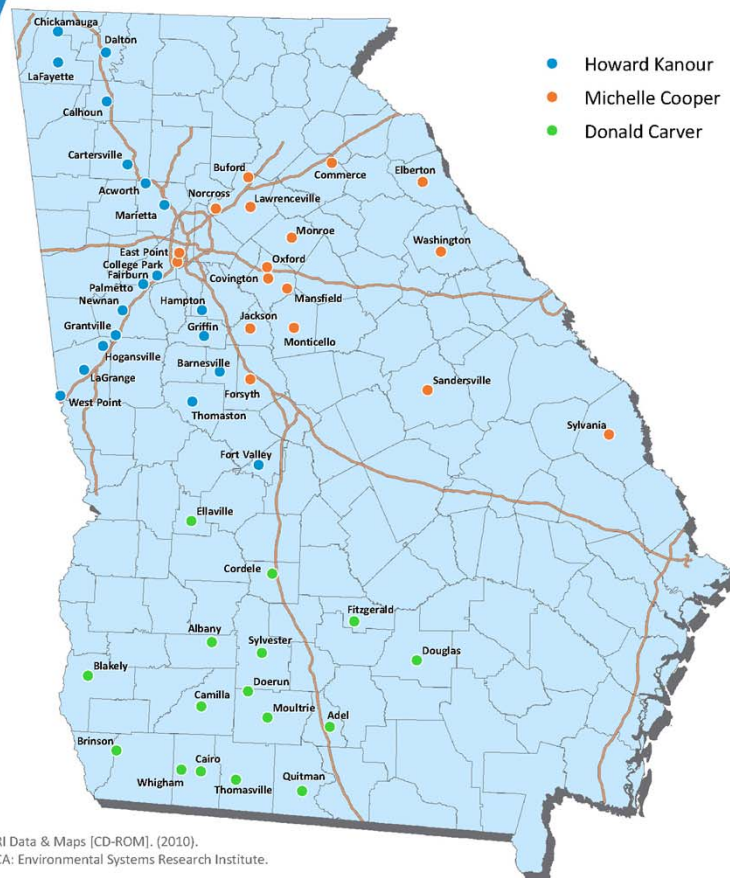 Chickamauga
Dalton
LaFayette
Calhoun
Howard Kanour
Michelle Cooper
Donald Carver
Cartersville
Acworth
Marietta
Buford
Norcross
Commerce
Lawrenceville
Elberton
Monroe
Washington
East Point
College Park
Fairburn
Palmetto
Oxford
Covington
Mansfield
Newnan
Hampton
Jackson
Monticello
Grantville
Griffin
Hogansville
Barnesville
LaGrange
Forsyth
West Point
Thomaston
Sandersville
Sylvania
Fort Valley
Ellaville
Cordele
Fitzgerald
Albany
Sylvester
Douglas
Blakely
Doerun
Camilla
Moultrie
Adel
Brinson
Cairo
Whigham
Thomasville
Quitman
RI Data & Maps [CD-ROM]. (2010).
CA: Environmental Systems Research Institute.